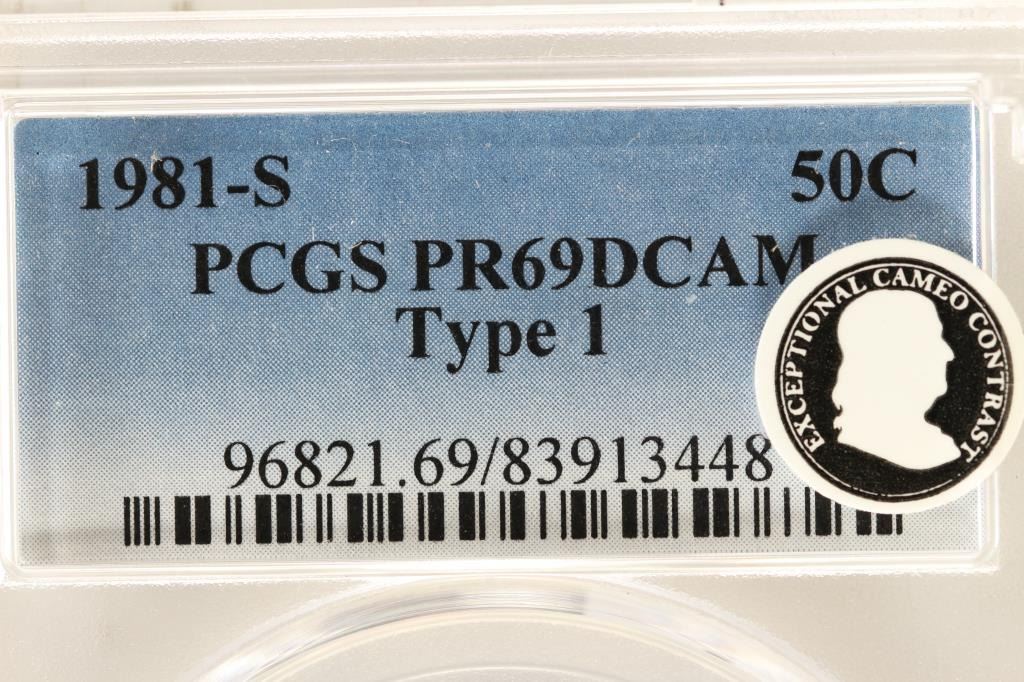 1981-S 50C
PCGS PR69DCAM
Type 1
96821.69/83913448
EXCEPTIONAL CAMEO CONTRAST